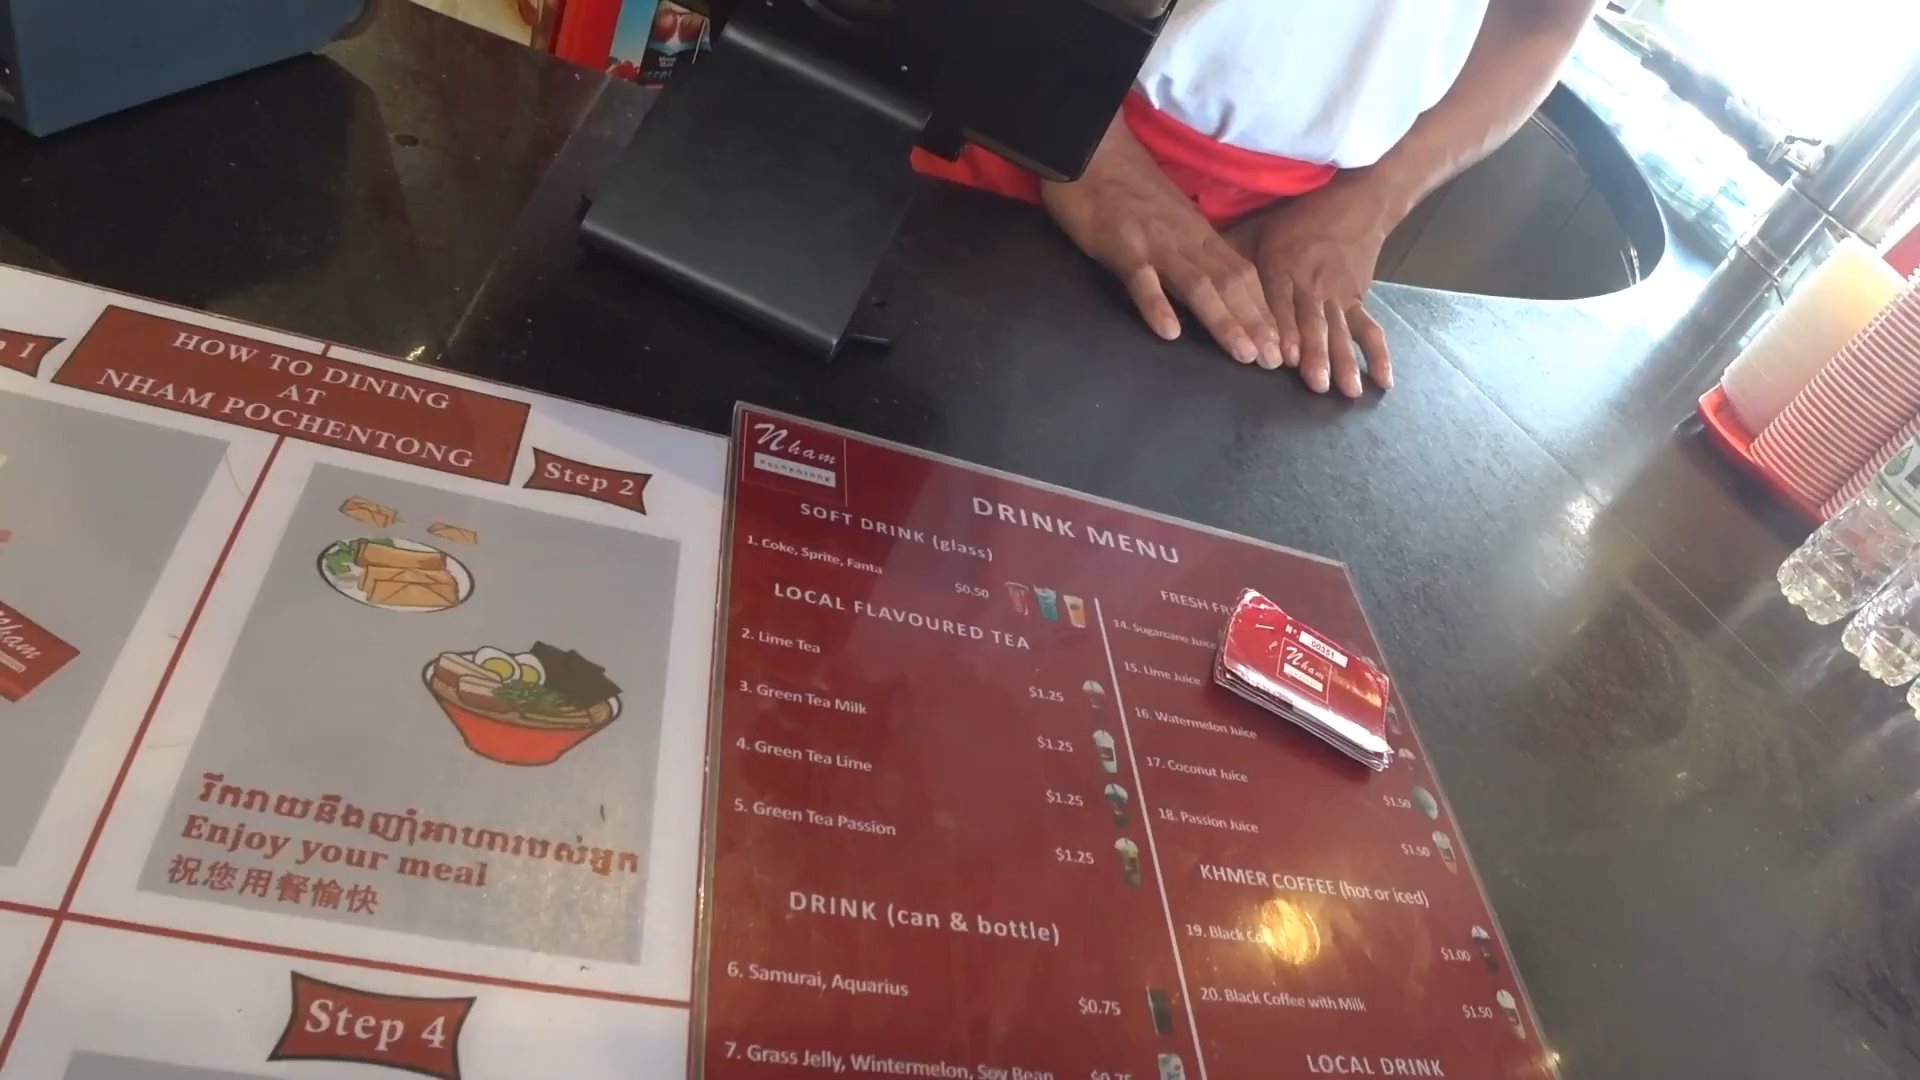 HOW TO DINING
AT
NHAM POCHENTONG
Step 2
រីករាយនឹងញ៉ាំអាហាររបស់អ្នក
Enjoy your meal
祝您用餐愉快
Step 4
Nham
DRINK MENU
SOFT DRINK (glass)
1. Coke, Sprite, Fanta
$0.50
LOCAL FLAVOURED TEA
2. Lime Tea
$1.25
3. Green Tea Milk
$1.25
4. Green Tea Lime
$1.25
5. Green Tea Passion
$1.25
DRINK (can & bottle)
6. Samurai, Aquarius
$0.75
7. Grass Jelly, Wintermelon, Soy Bean
FRESH
14. Sugarcane Juice
15. Lime Juice
16. Watermelon Juice
17. Coconut Juice
$1.50
18. Passion Juice
$1.50
KHMER COFFEE (hot or iced)
19. Black
$1.00
20. Black Coffee with Milk
$1.50
LOCAL DRINK
Nº:
00351
Nham